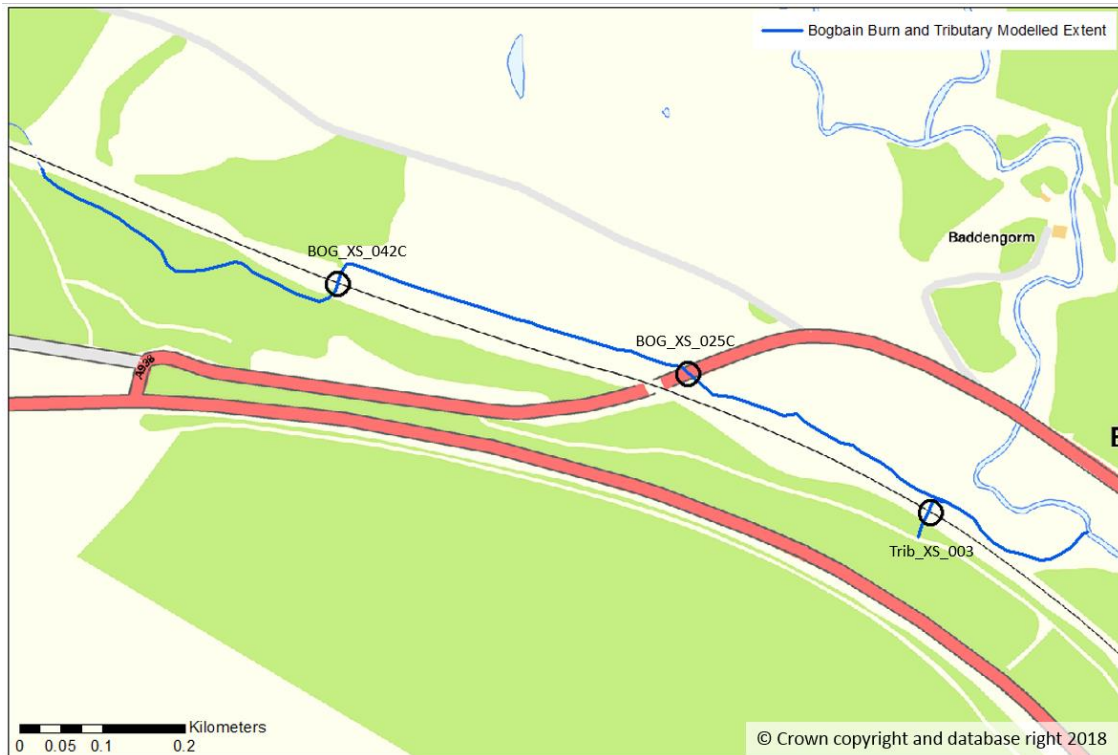 Bogbain Burn and Tributary Modelled Extent
BOG_XS_042C
Baddengorm
BOG_XS_025C
A938
Trib_XS_003
Kilometers
0 0.05 0.1 0.2
© Crown copyright and database right 2018